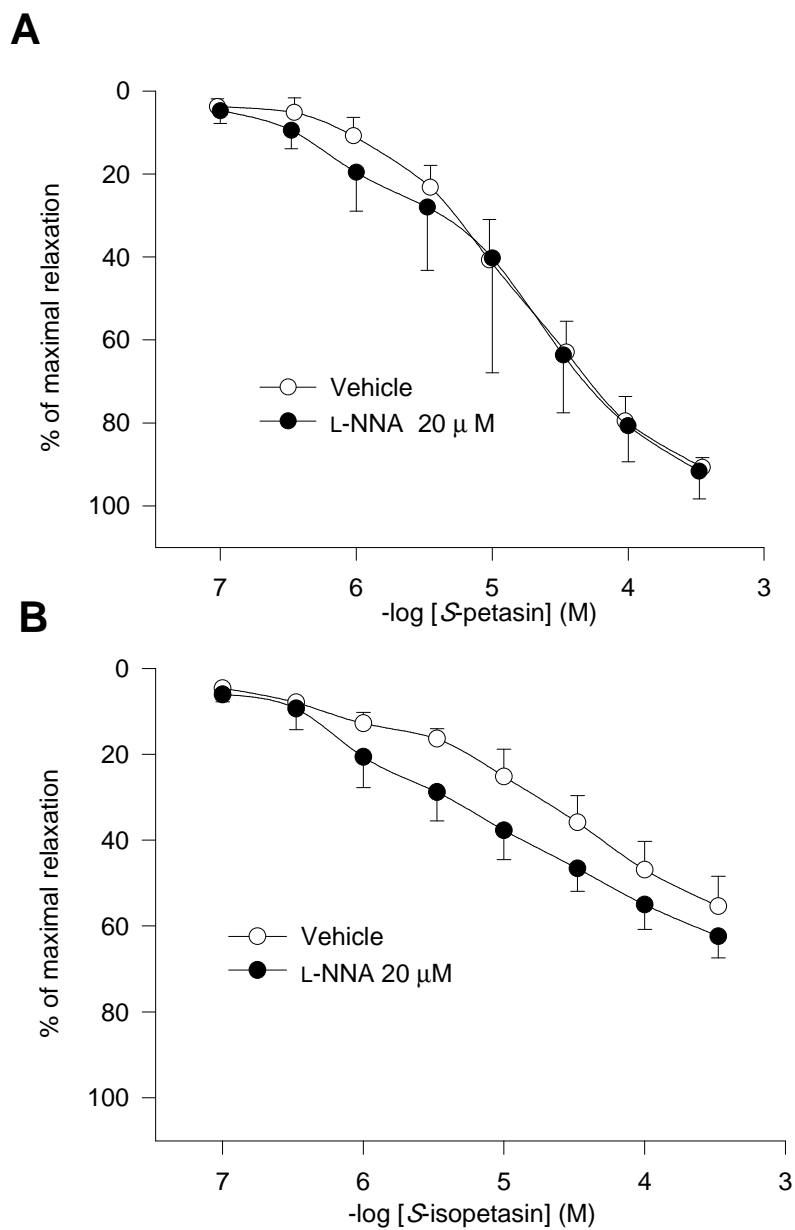 A
0
20
40
60
80
100
% of maximal relaxation
Vehicle
L-NNA 20 μ M
7 6 5 4 3
-log [S-petasin] (M)
B
0
20
40
60
80
100
% of maximal relaxation
Vehicle
L-NNA 20 μM
7 6 5 4 3
-log [S-isopetasin] (M)